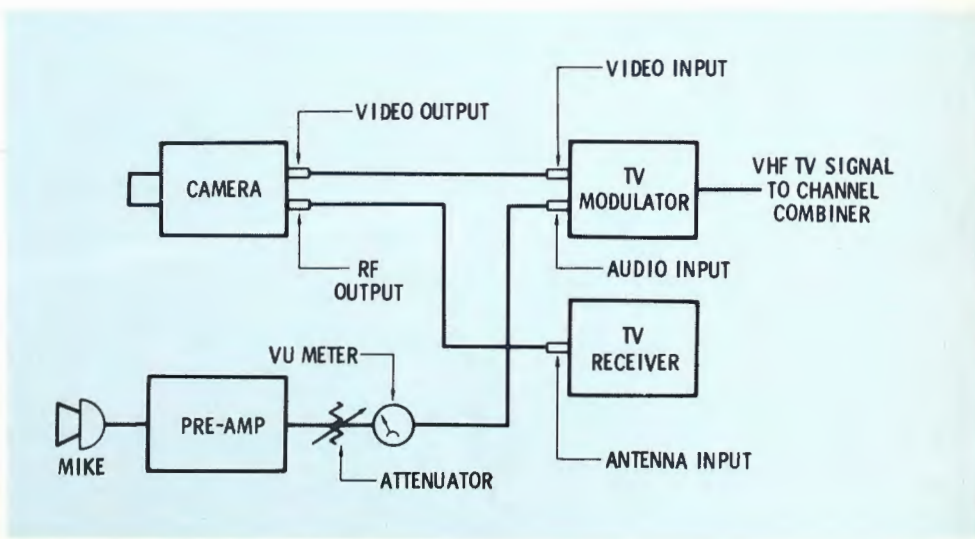 VIDEO INPUT
VIDEO OUTPUT
CAMERA
TV
MODULATOR
VHF TV SIGNAL
TO CHANNEL
COMBINER
RF
OUTPUT
AUDIO INPUT
VU METER
TV
RECEIVER
PRE-AMP
MIKE
ATTENUATOR
ANTENNA INPUT